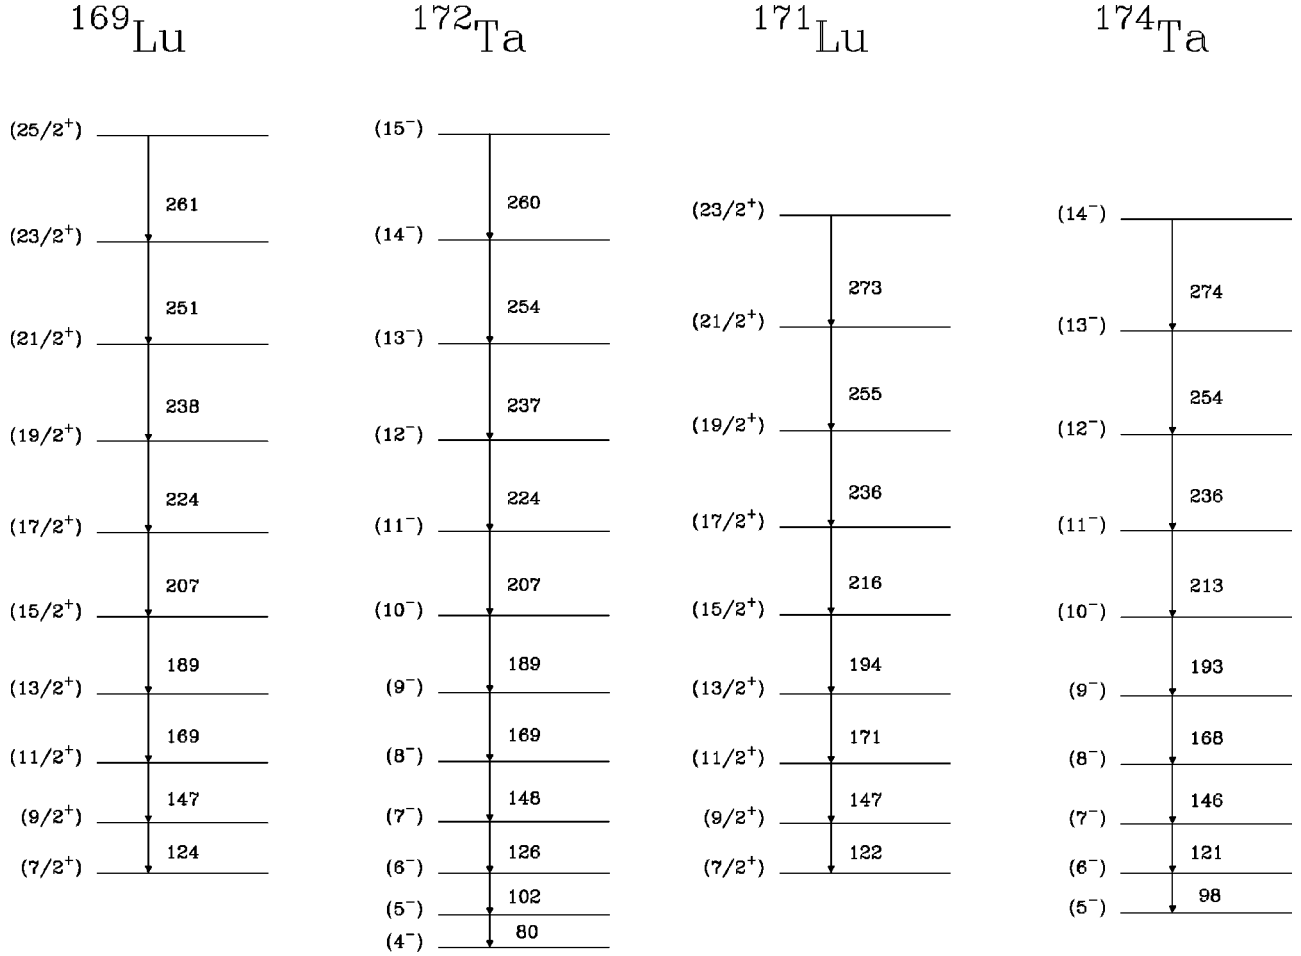 ¹⁶⁹Lu ¹⁷²Ta ¹⁷¹Lu ¹⁷⁴Ta
(25/2⁺) (15⁻)
261 260
(23/2⁺) (14⁻) (23/2⁺) (14⁻)
251 254 273 274
(21/2⁺) (13⁻) (21/2⁺) (13⁻)
238 237 255 254
(19/2⁺) (12⁻) (19/2⁺) (12⁻)
224 224 236 236
(17/2⁺) (11⁻) (17/2⁺) (11⁻)
207 207 216 213
(15/2⁺) (10⁻) (15/2⁺) (10⁻)
189 189 194 193
(13/2⁺) (9⁻) (13/2⁺) (9⁻)
169 169 171 168
(11/2⁺) (8⁻) (11/2⁺) (8⁻)
147 148 147 146
(9/2⁺) (7⁻) (9/2⁺) (7⁻)
124 126 122 121
(7/2⁺) (6⁻) (7/2⁺) (6⁻)
102 98
(5⁻) (5⁻)
80
(4⁻)